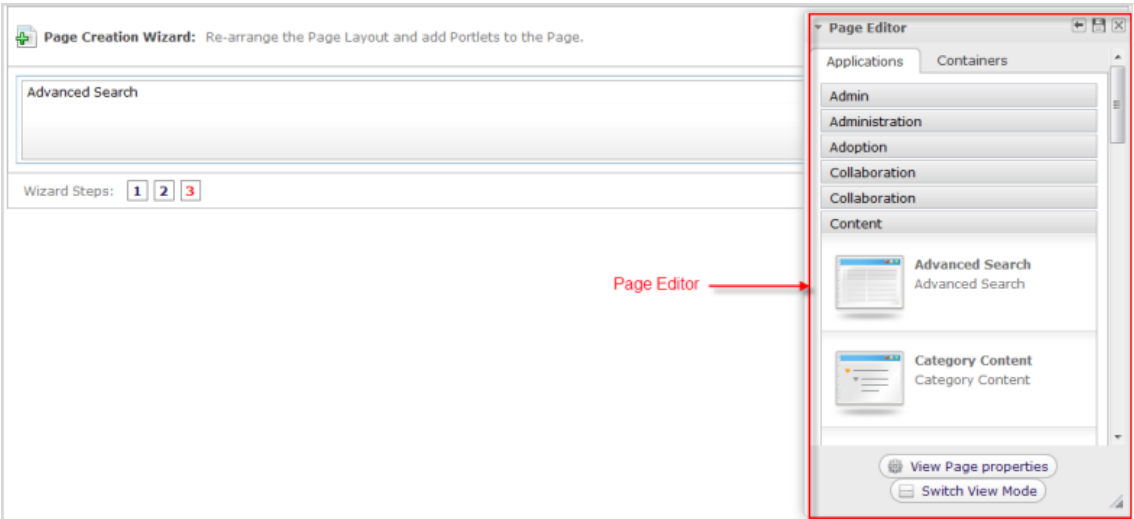 Page Creation Wizard: Re-arrange the Page Layout and add Portlets to the Page.
Advanced Search
Wizard Steps: 1 2 3
Page Editor
Page Editor
Applications Containers
Admin
Administration
Adoption
Collaboration
Collaboration
Content
Advanced Search
Advanced Search
Category Content
Category Content
View Page properties
Switch View Mode